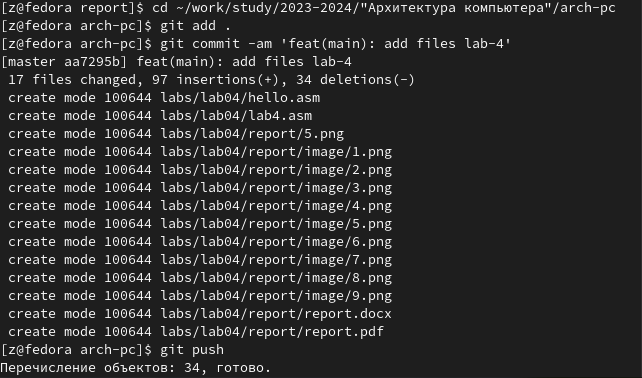 [z@fedora report]$ cd ~/work/study/2023-2024/"Архитектура компьютера"/arch-pc
[z@fedora arch-pc]$ git add .
[z@fedora arch-pc]$ git commit -am 'feat(main): add files lab-4'
[master aa7295b] feat(main): add files lab-4
 17 files changed, 97 insertions(+), 34 deletions(-)
 create mode 100644 labs/lab04/hello.asm
 create mode 100644 labs/lab04/lab4.asm
 create mode 100644 labs/lab04/report/5.png
 create mode 100644 labs/lab04/report/image/1.png
 create mode 100644 labs/lab04/report/image/2.png
 create mode 100644 labs/lab04/report/image/3.png
 create mode 100644 labs/lab04/report/image/4.png
 create mode 100644 labs/lab04/report/image/5.png
 create mode 100644 labs/lab04/report/image/6.png
 create mode 100644 labs/lab04/report/image/7.png
 create mode 100644 labs/lab04/report/image/8.png
 create mode 100644 labs/lab04/report/image/9.png
 create mode 100644 labs/lab04/report/report.docx
 create mode 100644 labs/lab04/report/report.pdf
[z@fedora arch-pc]$ git push
Перечисление объектов: 34, готово.